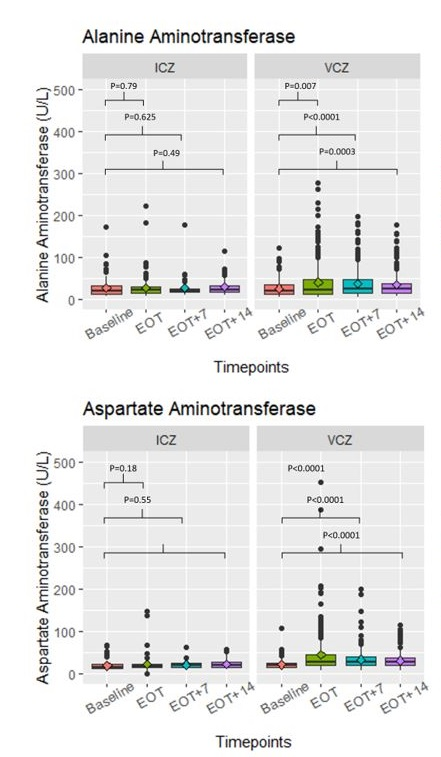 Alanine Aminotransferase
ICZ VCZ
Alanine Aminotransferase (U/L)
500
400
300
200
100
0
P=0.79
P=0.625
P=0.49
P=0.007
P<0.0001
P=0.0003
Baseline EOT EOT+7 EOT+14 Baseline EOT EOT+7 EOT+14
Timepoints
Aspartate Aminotransferase
ICZ VCZ
Aspartate Aminotransferase (U/L)
500
400
300
200
100
0
P=0.18
P=0.55
P<0.0001
P<0.0001
P<0.0001
Baseline EOT EOT+7 EOT+14 Baseline EOT EOT+7 EOT+14
Timepoints